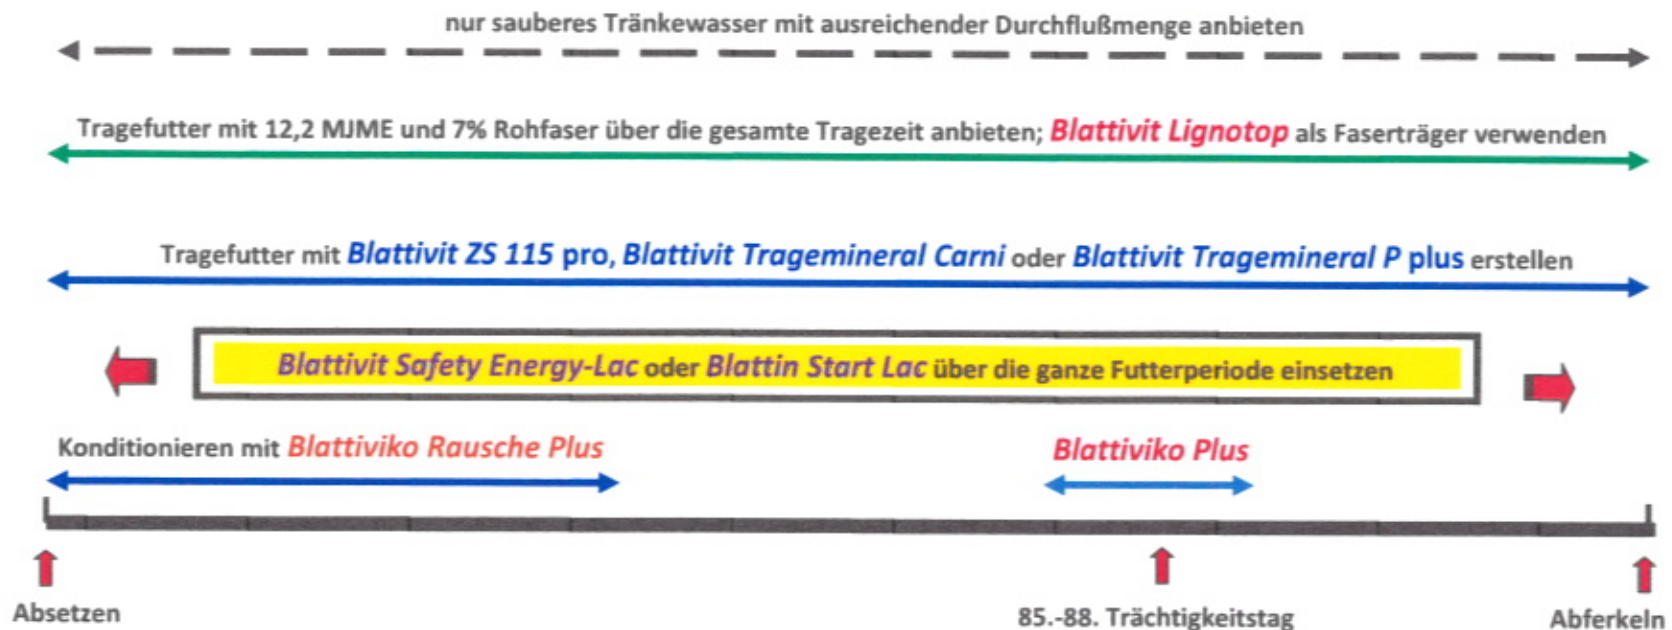 nur sauberes Tränkewasser mit ausreichender Durchflußmenge anbieten
Tragefutter mit 12,2 MJME und 7% Rohfaser über die gesamte Tragezeit anbieten; Blattivit Lignotop als Faserträger verwenden
Tragefutter mit Blattivit ZS 115 pro, Blattivit Tragemineral Carni oder Blattivit Tragemineral P plus erstellen
Blattivit Safety Energy-Lac oder Blattin Start Lac über die ganze Futterperiode einsetzen
Konditionieren mit Blattiviko Rausche Plus
Blattiviko Plus
Absetzen
85.-88. Trächtigkeitstag
Abferkeln